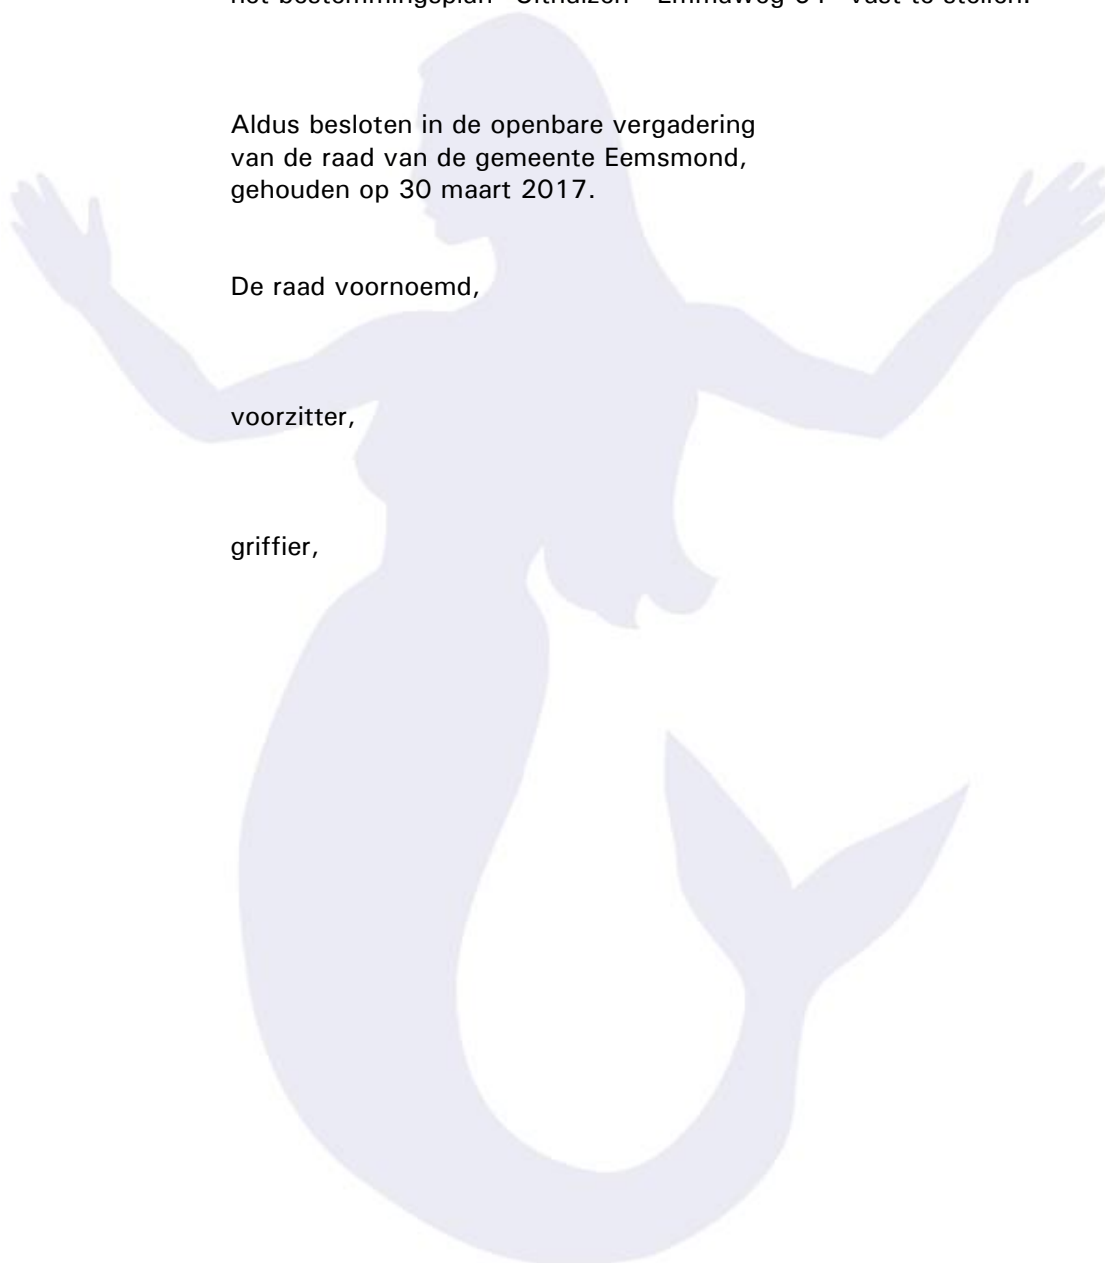 het bestemmingsplan Uithuizen Emmaweg vast te stellen.
Aldus besloten in de openbare vergadering
van de raad van de gemeente Eemsmond,
gehouden op 30 maart 2017.
De raad voornoemd,
voorzitter,
griffier,